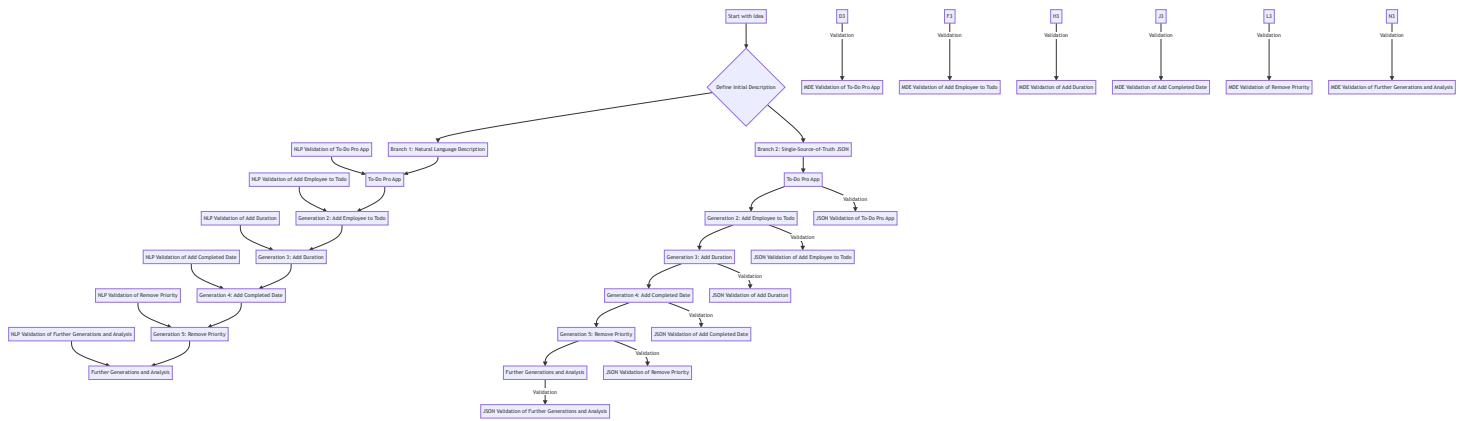 Start with Idea
D3
F3
H3
J3
L3
N3
Validation
Validation
Validation
Validation
Validation
Validation
Define Initial Description
MDE Validation of To-Do Pro App
MDE Validation of Add Employee to Todo
MDE Validation of Add Duration
MDE Validation of Add Completed Date
MDE Validation of Remove Priority
MDE Validation of Further Generations and Analysis
NLP Validation of To-Do Pro App
Branch 1: Natural Language Description
Branch 2: Single-Source-of-Truth JSON
NLP Validation of Add Employee to Todo
To-Do Pro App
To-Do Pro App
Validation
NLP Validation of Add Duration
Generation 2: Add Employee to Todo
Generation 2: Add Employee to Todo
JSON Validation of To-Do Pro App
Validation
NLP Validation of Add Completed Date
Generation 3: Add Duration
Generation 3: Add Duration
JSON Validation of Add Employee to Todo
Validation
NLP Validation of Remove Priority
Generation 4: Add Completed Date
Generation 4: Add Completed Date
JSON Validation of Add Duration
Validation
NLP Validation of Further Generations and Analysis
Generation 5: Remove Priority
Generation 5: Remove Priority
JSON Validation of Add Completed Date
Validation
Further Generations and Analysis
Further Generations and Analysis
JSON Validation of Remove Priority
Validation
JSON Validation of Further Generations and Analysis